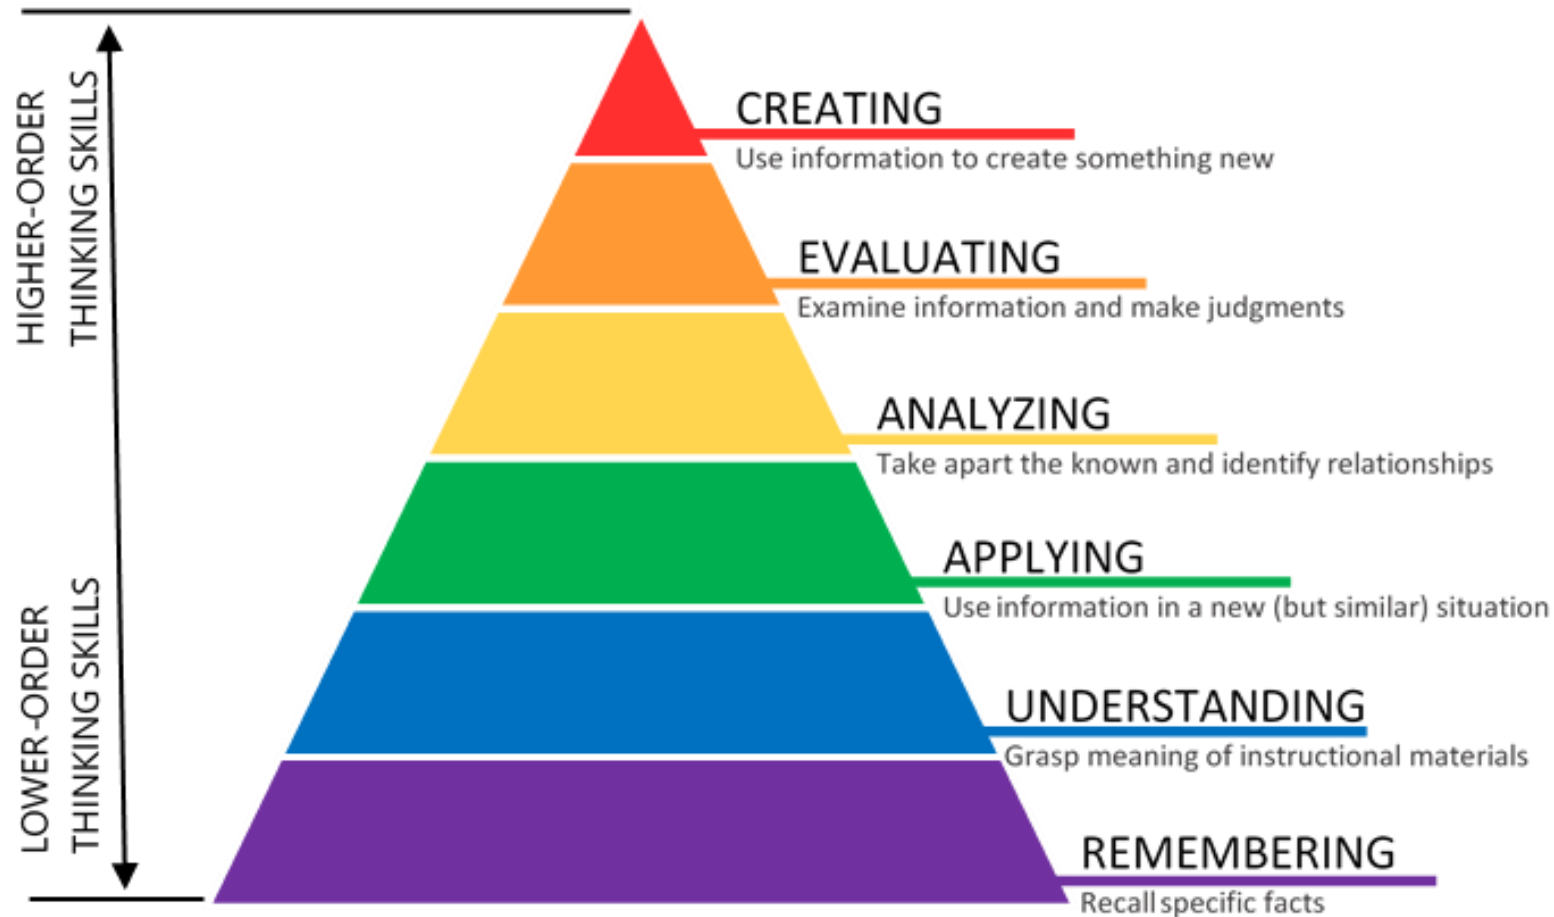 HIGHER-ORDER
THINKING SKILLS
CREATING
Use information to create something new
EVALUATING
Examine information and make judgments
ANALYZING
Take apart the known and identify relationships
APPLYING
Use information in a new (but similar) situation
LOWER-ORDER
THINKING SKILLS
UNDERSTANDING
Grasp meaning of instructional materials
REMEMBERING
Recall specific facts